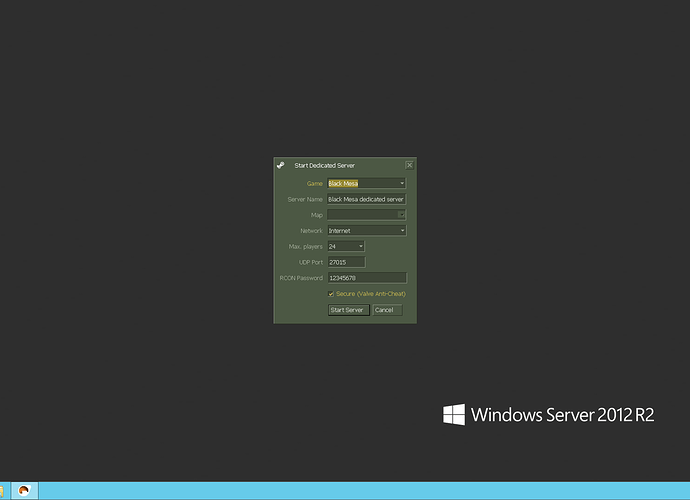 Start Dedicated Server
Game Black Mesa
Server Name Black Mesa dedicated server
Map
Network Internet
Max. players 24
UDP Port 27015
RCON Password 12345678
Secure (Valve Anti-Cheat)
Start Server Cancel
Windows Server 2012 R2